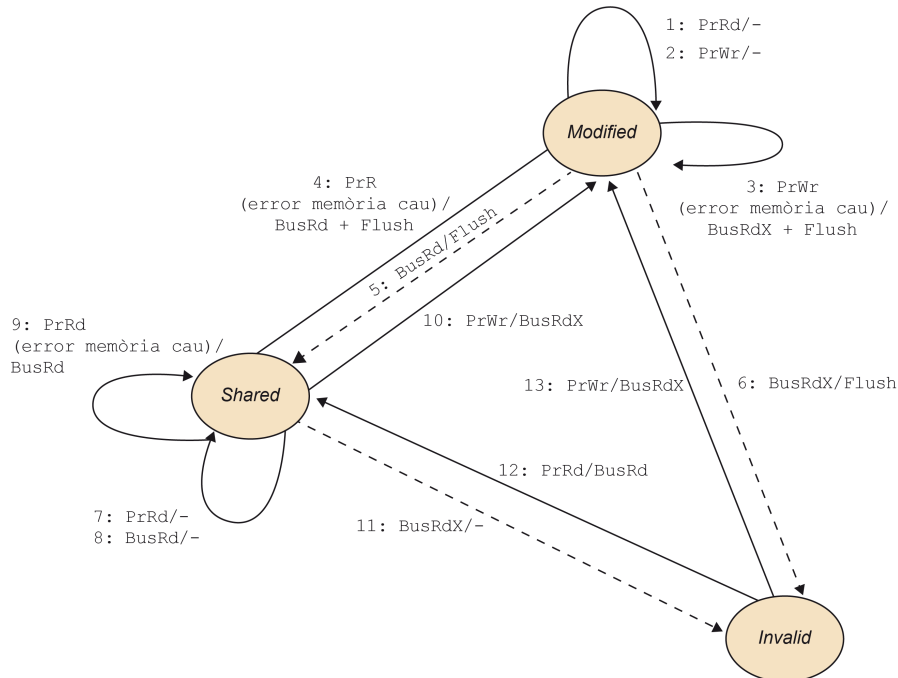 1: PrRd/-
2: PrWr/-
Modified
4: PrR
(error memòria cau)/
BusRd + Flush
3: PrWr
(error memòria cau)/
BusRdX + Flush
5: BusRd/Flush
10: PrWr/BusRdX
9: PrRd
(error memòria cau)/
BusRd
13: PrWr/BusRdX
6: BusRdX/Flush
Shared
12: PrRd/BusRd
7: PrRd/-
8: BusRd/-
11: BusRdX/-
Invalid